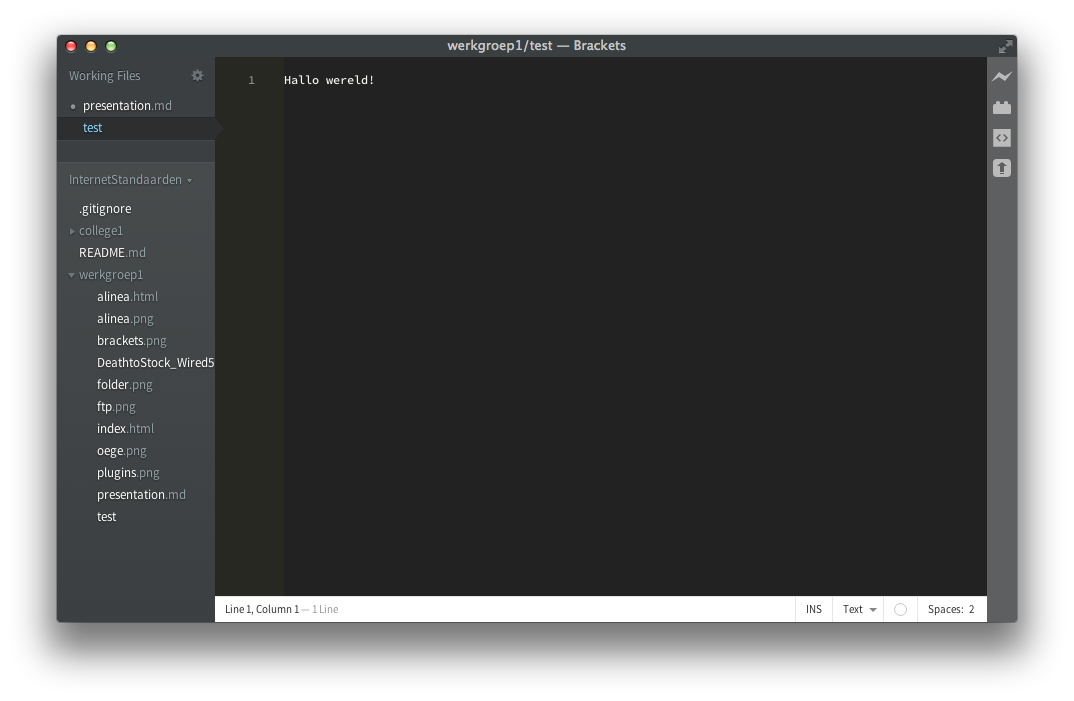 werkgroep1/test — Brackets
Working Files
presentation.md
test
InternetStandaarden
.gitignore
college1
README.md
werkgroep1
alinea.html
alinea.png
brackets.png
DeathtoStock_Wired5
folder.png
ftp.png
index.html
oege.png
plugins.png
presentation.md
test
1 Hallo wereld!
Line 1, Column 1 — 1 Line INS Text Spaces: 2